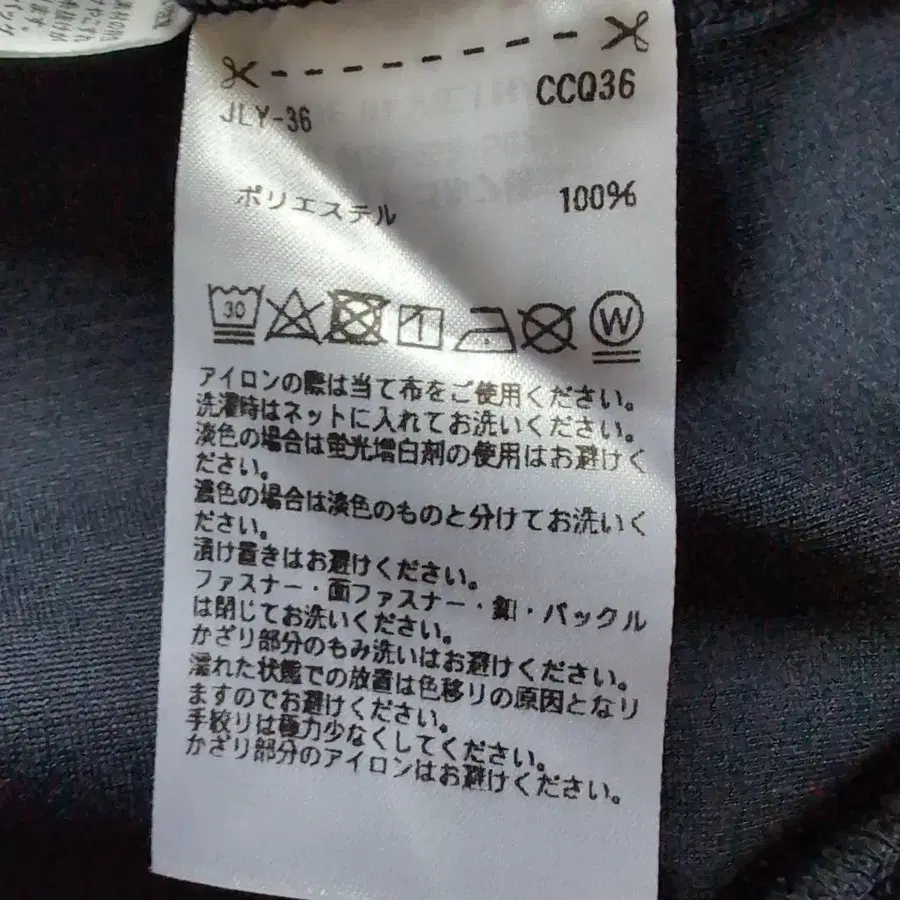 CCQ36
JLY-36
ポリエステル 100%
30
W
アイロンの際は当て布をご使用ください。
洗濯時はネットに入れてお洗いください。
淡色の場合は蛍光増白剤の使用はお避けく
ださい。
濃色の場合は淡色のものと分けてお洗いく
ださい。
漬け置きはお避けください。
ファスナー・面ファスナー・釦・バックル
は閉じてお洗いください。
かざり部分のもみ洗いはお避けください。
濡れた状態での放置は色移りの原因となり
ますのでお避けください。
手絞りは極力少なくしてください。
かざり部分のアイロンはお避けください。